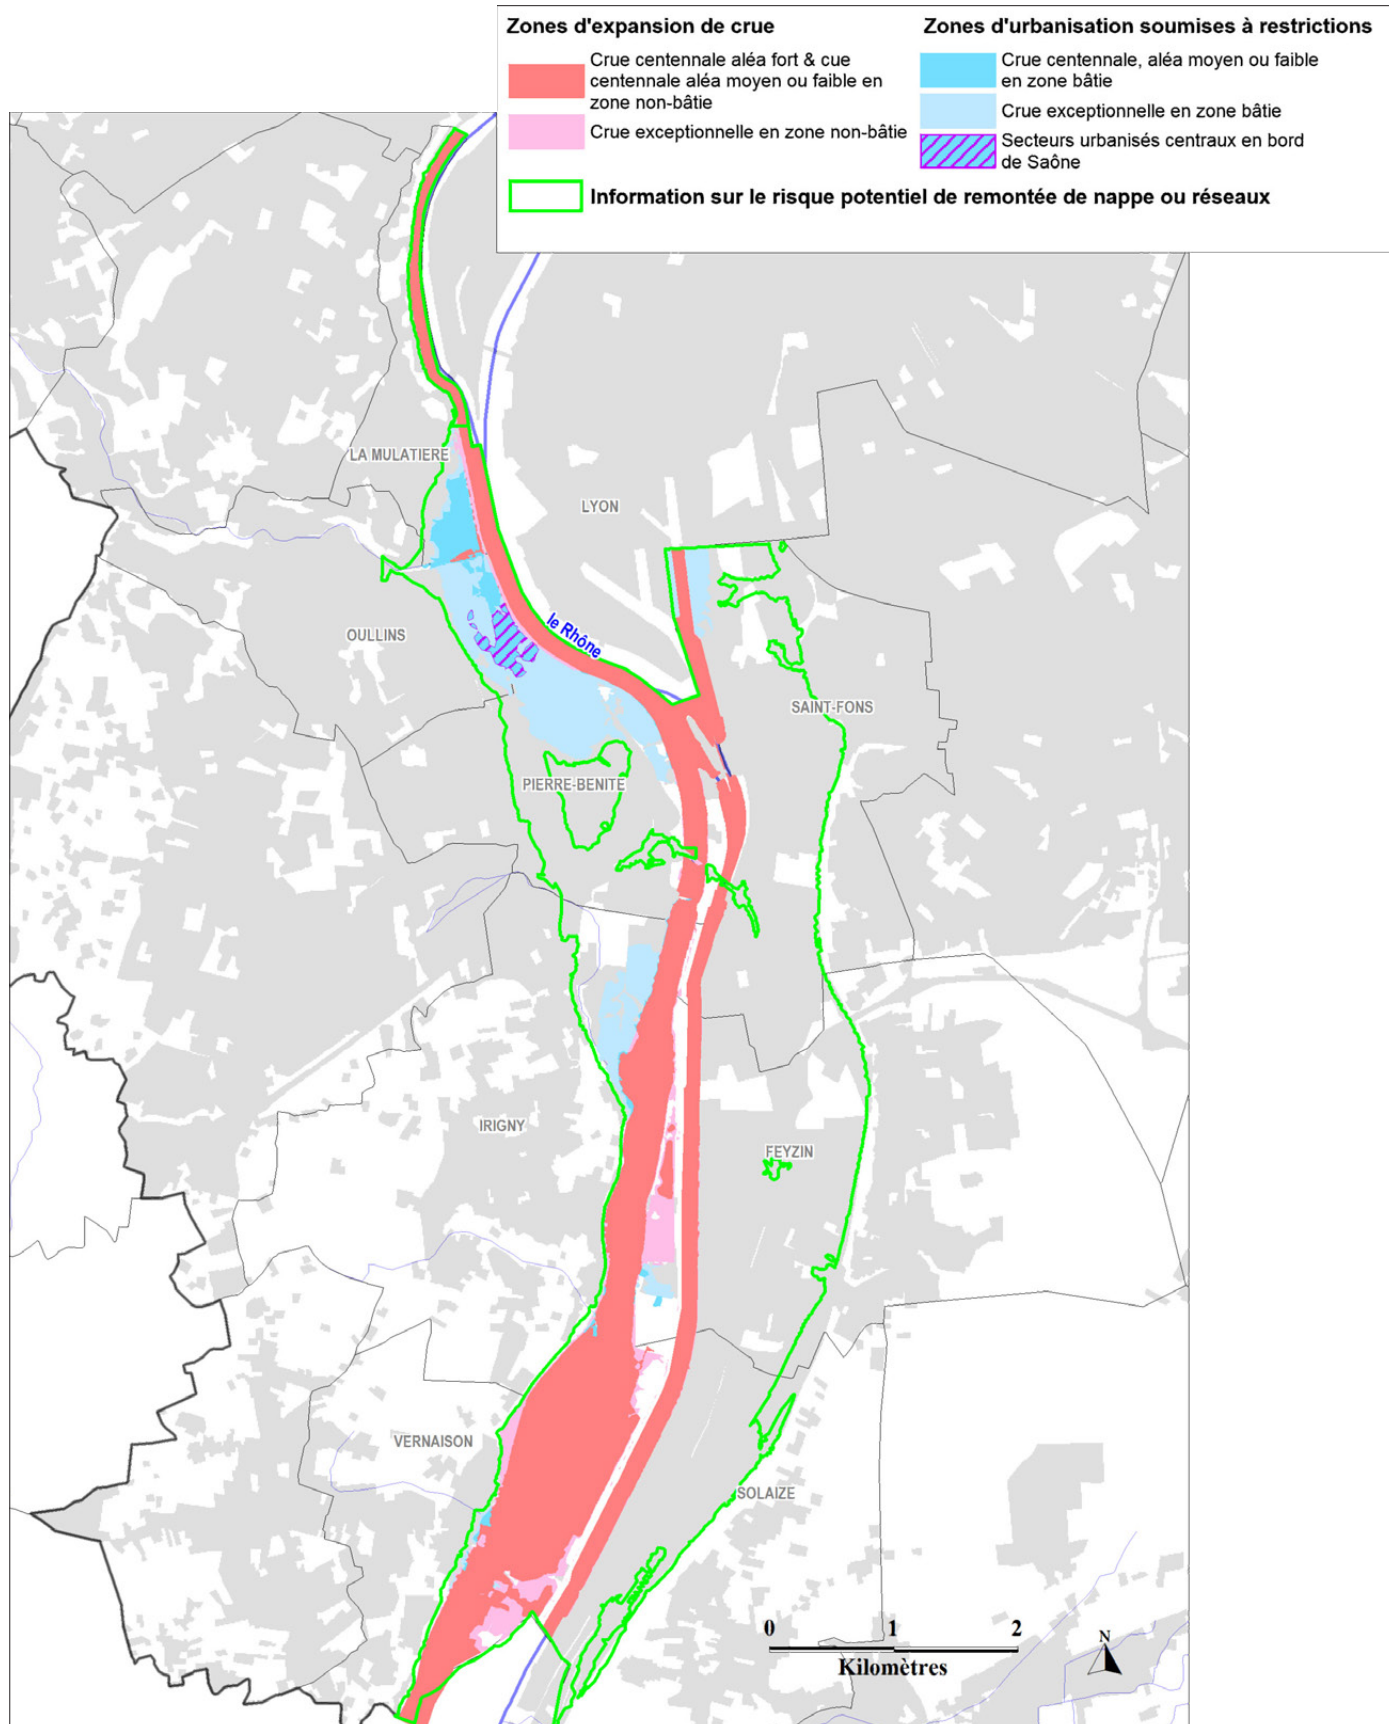 Zones d'expansion de crue
Crue centennale aléa fort & cue
centennale aléa moyen ou faible en
zone non-bâtie
Crue exceptionnelle en zone non-bâtie
Zones d'urbanisation soumises à restrictions
Crue centennale, aléa moyen ou faible
en zone bâtie
Crue exceptionnelle en zone bâtie
Secteurs urbanisés centraux en bord
de Saône
Information sur le risque potentiel de remontée de nappe ou réseaux
LA MULATIERE
LYON
OULLINS
le Rhône
SAINT-FONS
PIERRE-BENITE
IRIGNY
FEYZIN
VERNAISON
SOLAIZE
0 1 2
Kilomètres
N